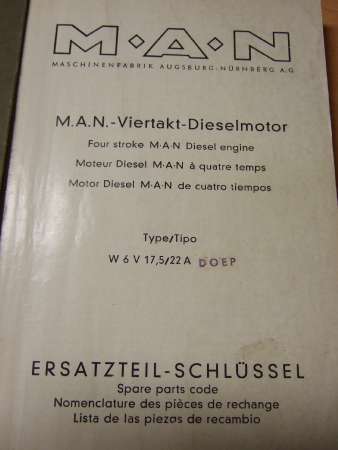 M·A·N
MASCHINENFABRIK AUGSBURG-NÜRNBERG A.G.
M.A.N.-Viertakt-Dieselmotor
Four stroke M·A·N Diesel engine
Moteur Diesel M·A·N à quatre temps
Motor Diesel M·A·N de cuatro tiempos
Type/Tipo
W 6 V 17,5/22 A DOEP
ERSATZTEIL-SCHLÜSSEL
Spare parts code
Nomenclature des pièces de rechange
Lista de las piezas de recambio